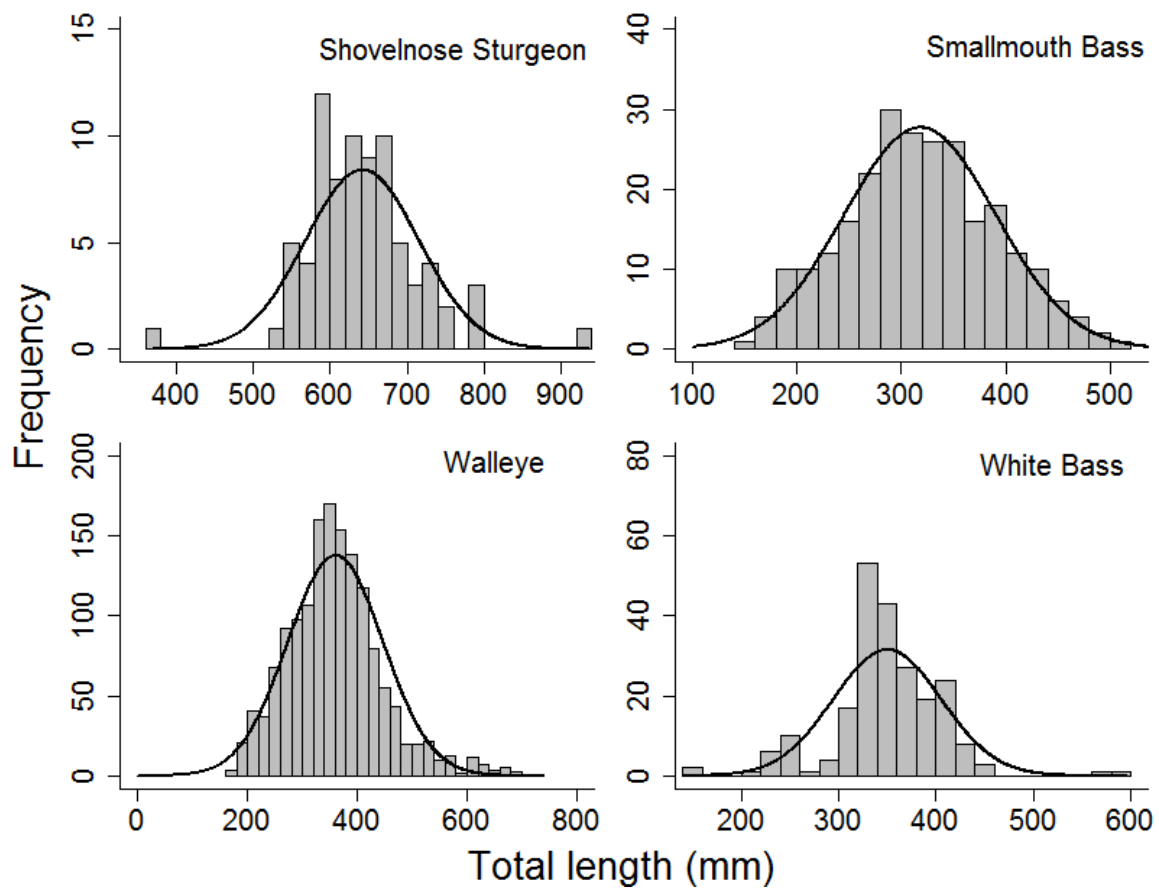 Shovelnose Sturgeon
15
10
5
0
400 500 600 700 800 900
Smallmouth Bass
40
30
20
10
0
100 200 300 400 500
Frequency
Walleye
200
150
100
50
0
0 200 400 600 800
White Bass
80
60
40
20
0
200 300 400 500 600
Total length (mm)